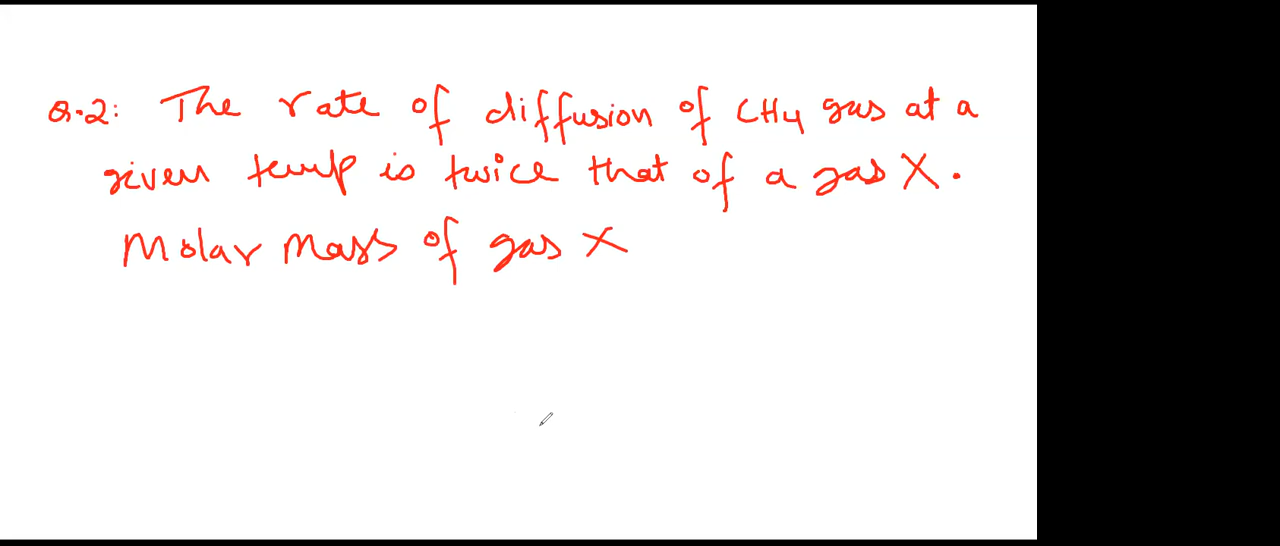 Q.2: The rate of diffusion of CH4 gas at a
given temp is twice that of a gas X.
Molar Mass of gas X